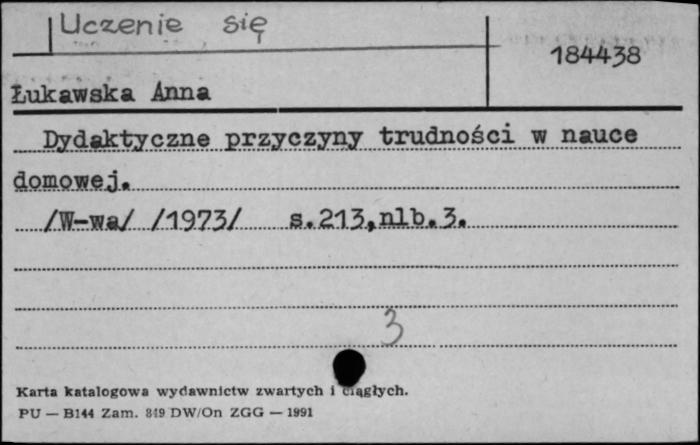 Uczenie się
184438
Łukawska Anna
Dydaktyczne przyczyny trudności w nauce
domowej.
/W-wa/ /1973/ s.213,nlb.3.
3
Karta katalogowa wydawnictw zwartych i ciągłych.
PU — B144 Zam. 849 DW/On ZGG — 1991